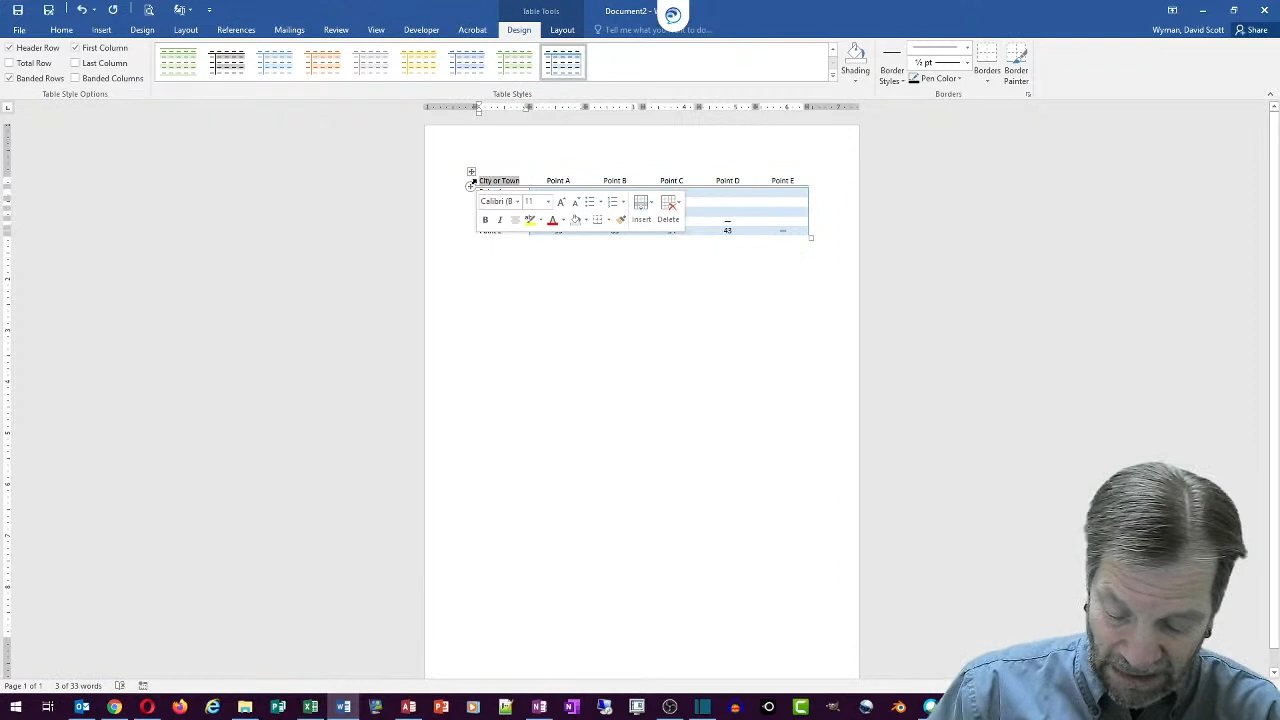 Table Tools
Document2 - W
Wyman, David Scott
Share
File
Home
Insert
Design
Layout
References
Mailings
Review
View
Developer
Acrobat
Design
Layout
Tell me what you want to do...
Header Row
First Column
Total Row
Last Column
Banded Rows
Banded Columns
Table Style Options
Table Styles
Shading
Border Styles
½ pt
Pen Color
Borders
Border Painter
Borders
City or Town
Point A
Point B
Point C
Point D
Point E
Calibri (B
11
Insert
Delete
43
Page 1 of 1
3 of 33 words